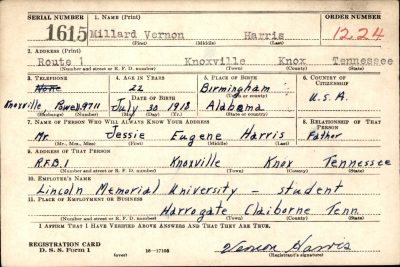 SERIAL NUMBER 1. NAME (Print) ORDER NUMBER
1615 Millard Vernon Harris 1224
(First) (Middle) (Last)
2. ADDRESS (Print)
Route 1 Knoxville Knox Tennessee
(Number and street or R. F. D. number) (Town) (County) (State)
3. TELEPHONE 4. AGE IN YEARS 5. PLACE OF BIRTH 6. COUNTRY OF CITIZENSHIP
None 22 Birmingham
DATE OF BIRTH (Town or county)
Knoxville Powell 9711 July 30 1918 Alabama U.S.A.
(Exchange) (Number) (Mo.) (Day) (Yr.) (State or country)
7. NAME OF PERSON WHO WILL ALWAYS KNOW YOUR ADDRESS 8. RELATIONSHIP OF THAT PERSON
Mr. Jessie Eugene Harris Father
(Mr., Mrs., Miss) (First) (Middle) (Last)
9. ADDRESS OF THAT PERSON
R.F.D. 1 Knoxville Knox Tennessee
(Number and street or R. F. D. number) (Town) (County) (State)
10. EMPLOYER'S NAME
Lincoln Memorial University — student
11. PLACE OF EMPLOYMENT OR BUSINESS
Harrogate Claiborne Tenn.
(Number and street or R. F. D. number) (Town) (County) (State)
I AFFIRM THAT I HAVE VERIFIED ABOVE ANSWERS AND THAT THEY ARE TRUE.
REGISTRATION CARD
D. S. S. Form 1 (over) 16—17105 Vernon Harris
(Registrant's signature)